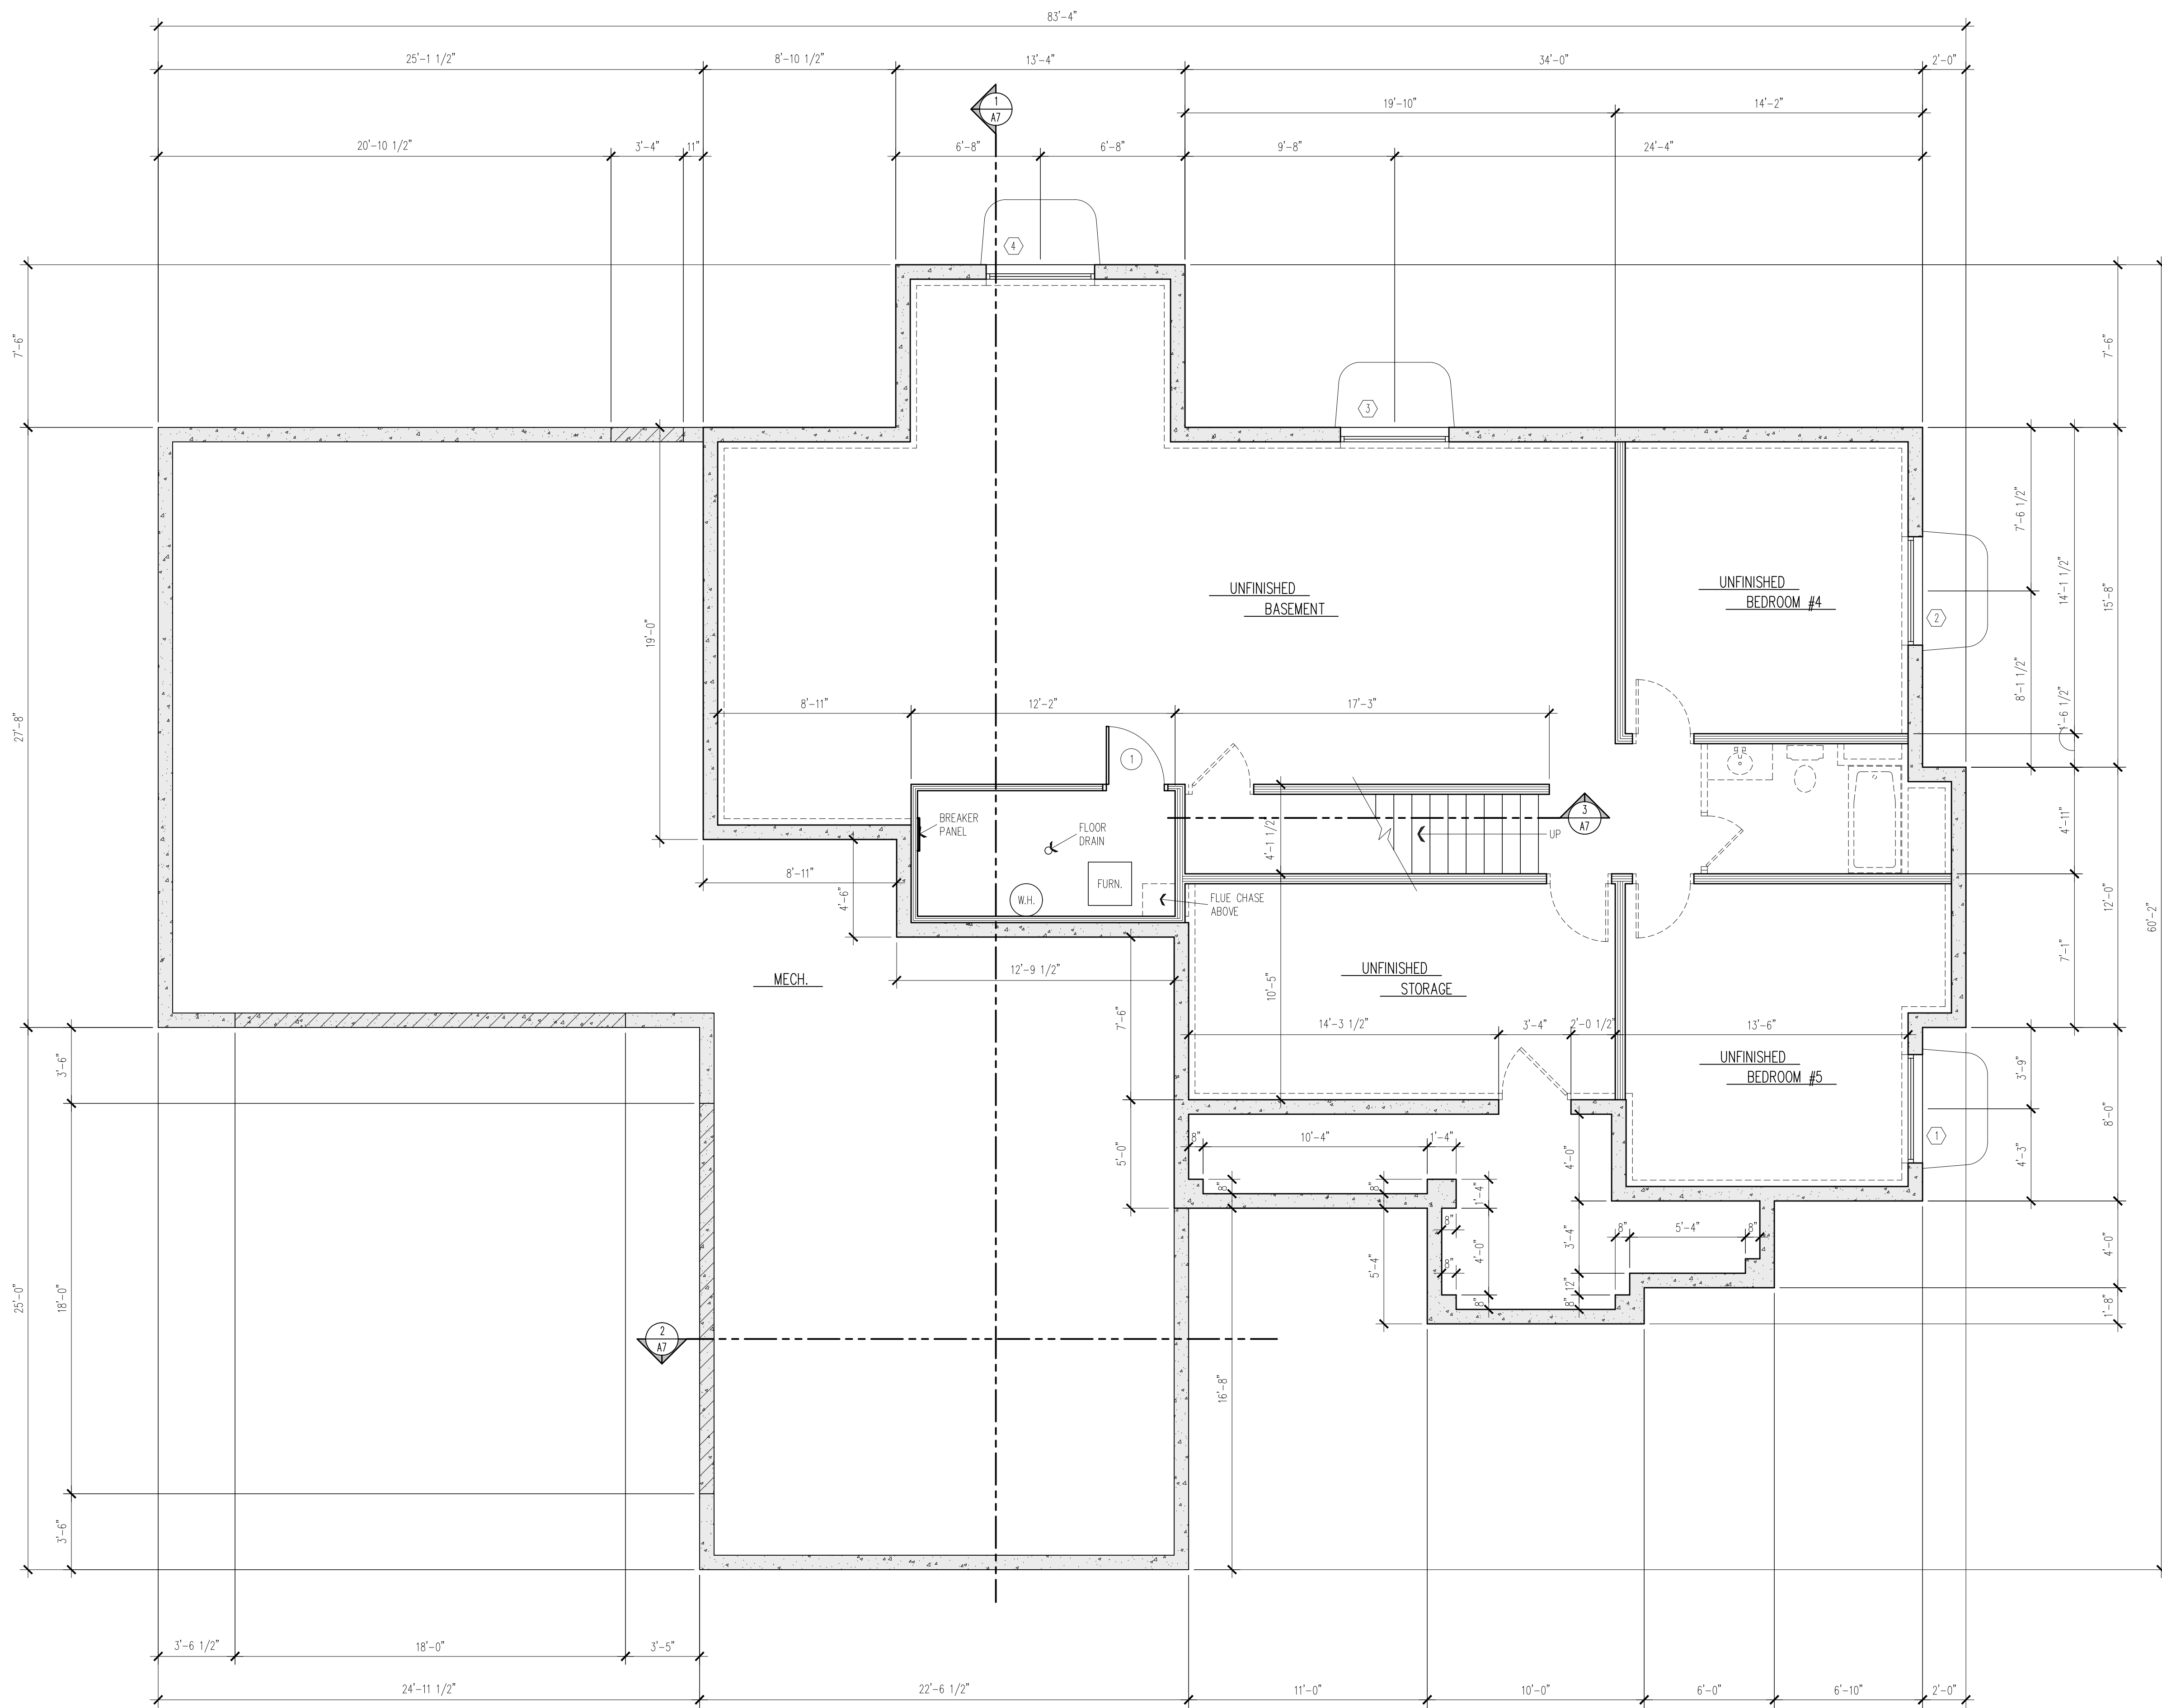 83'-4"
25'-1 1/2" 8'-10 1/2" 13'-4" 34'-0" 2'-0"
1
A7
19'-10" 14'-2"
20'-10 1/2" 3'-4" 11" 6'-8" 6'-8" 9'-8" 24'-4"
4
7'-6"
7'-6"
3
7'-6 1/2"
14'-1 1/2"
15'-8"
UNFINISHED
BASEMENT
UNFINISHED
BEDROOM #4
2
19'-0"
8'-1 1/2"
1'-6 1/2"
27'-8"
8'-11" 12'-2" 17'-3"
1
BREAKER
PANEL
FLOOR
DRAIN
4'-1 1/2"
UP
3
A7
4'-11"
8'-11"
4'-6"
W.H.
FURN.
FLUE CHASE
ABOVE
12'-0"
60'-2"
7'-1"
MECH.
12'-9 1/2"
UNFINISHED
STORAGE
10'-5"
7'-6"
14'-3 1/2" 3'-4" 2'-0 1/2" 13'-6"
UNFINISHED
BEDROOM #5
3'-6"
3'-9"
8'-0"
4'-3"
1
8" 10'-4" 1'-4"
5'-0"
4'-0"
8"
8"
1'-4"
8"
8"
4'-0"
3'-4"
8" 5'-4" 8"
4'-0"
5'-4"
12"
8"
8"
1'-8"
25'-0"
18'-0"
2
A7
16'-8"
3'-6"
3'-6 1/2" 18'-0" 3'-5"
24'-11 1/2" 22'-6 1/2" 11'-0" 10'-0" 6'-0" 6'-10" 2'-0"